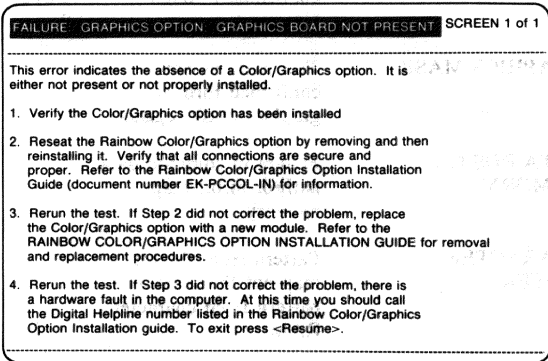 FAILURE: GRAPHICS OPTION GRAPHICS BOARD NOT PRESENT SCREEN 1 of 1
This error indicates the absence of a Color/Graphics option. It is
either not present or not properly installed.
1. Verify the Color/Graphics option has been installed
2. Reseat the Rainbow Color/Graphics option by removing and then
reinstalling it. Verify that all connections are secure and
proper. Refer to the Rainbow Color/Graphics Option Installation
Guide (document number EK-PCCOL-IN) for information.
3. Rerun the test. If Step 2 did not correct the problem, replace
the Color/Graphics option with a new module. Refer to the
RAINBOW COLOR/GRAPHICS OPTION INSTALLATION GUIDE for removal
and replacement procedures.
4. Rerun the test. If Step 3 did not correct the problem, there is
a hardware fault in the computer. At this time you should call
the Digital Helpline number listed in the Rainbow Color/Graphics
Option Installation guide. To exit press <Resume>.